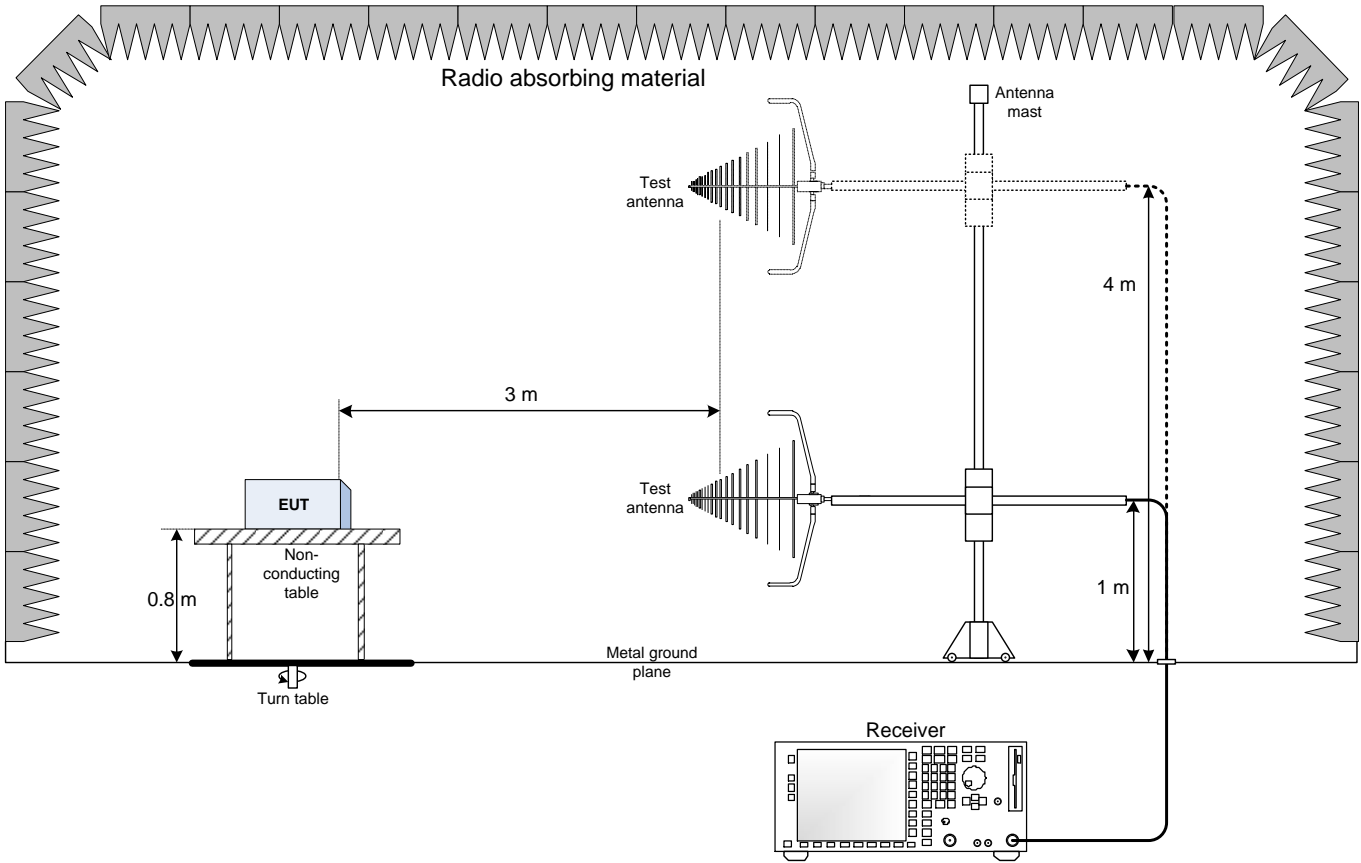 Radio absorbing material
Antenna
mast
Test
antenna
4 m
3 m
Test
antenna
EUT
Non-
conducting
table
0.8 m
1 m
Metal ground
plane
Turn table
Receiver